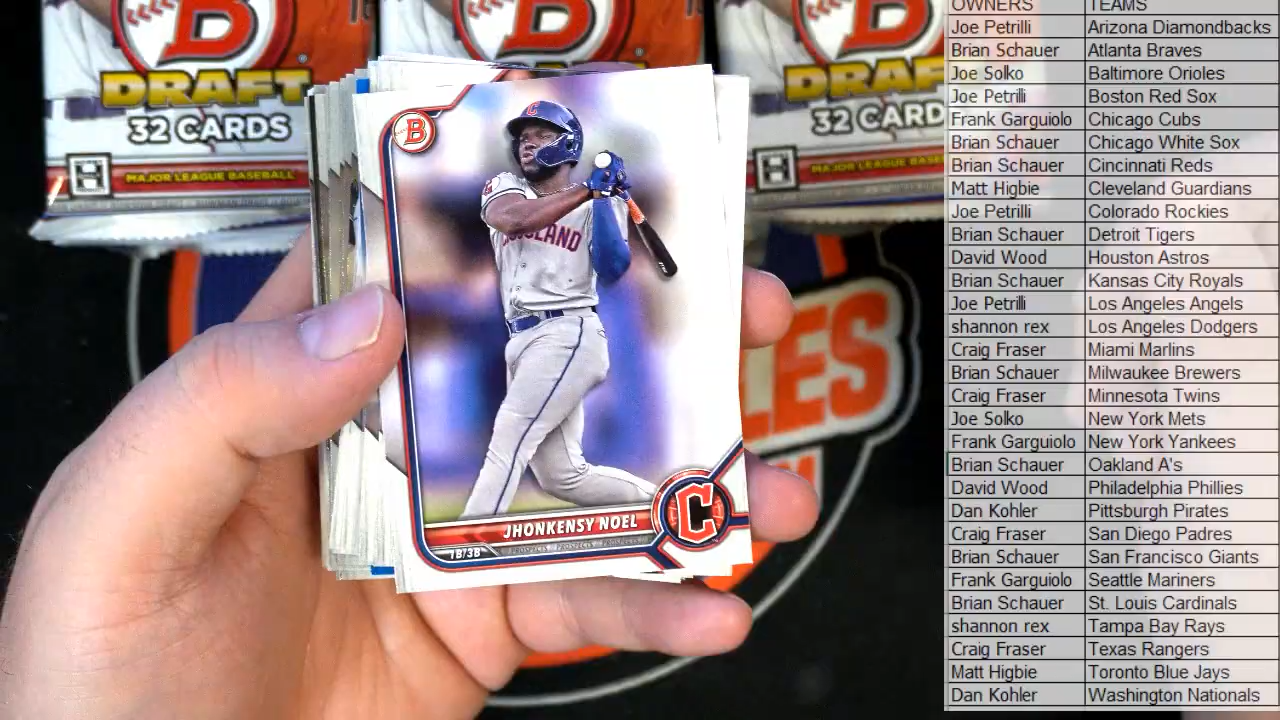 B
DRAFT
32 CARDS
MAJOR LEAGUE BASEBALL
DRAFT
32 CARD
MAJOR LEAGUE BASE
B
C
JHONKENSY NOEL
1B/3B
PROSPECTS PROSPECTS PROSPECTS
C
LES
OWNERS TEAMS
Joe Petrilli Arizona Diamondbacks
Brian Schauer Atlanta Braves
Joe Solko Baltimore Orioles
Joe Petrilli Boston Red Sox
Frank Garguiolo Chicago Cubs
Brian Schauer Chicago White Sox
Brian Schauer Cincinnati Reds
Matt Higbie Cleveland Guardians
Joe Petrilli Colorado Rockies
Brian Schauer Detroit Tigers
David Wood Houston Astros
Brian Schauer Kansas City Royals
Joe Petrilli Los Angeles Angels
shannon rex Los Angeles Dodgers
Craig Fraser Miami Marlins
Brian Schauer Milwaukee Brewers
Craig Fraser Minnesota Twins
Joe Solko New York Mets
Frank Garguiolo New York Yankees
Brian Schauer Oakland A's
David Wood Philadelphia Phillies
Dan Kohler Pittsburgh Pirates
Craig Fraser San Diego Padres
Brian Schauer San Francisco Giants
Frank Garguiolo Seattle Mariners
Brian Schauer St. Louis Cardinals
shannon rex Tampa Bay Rays
Craig Fraser Texas Rangers
Matt Higbie Toronto Blue Jays
Dan Kohler Washington Nationals